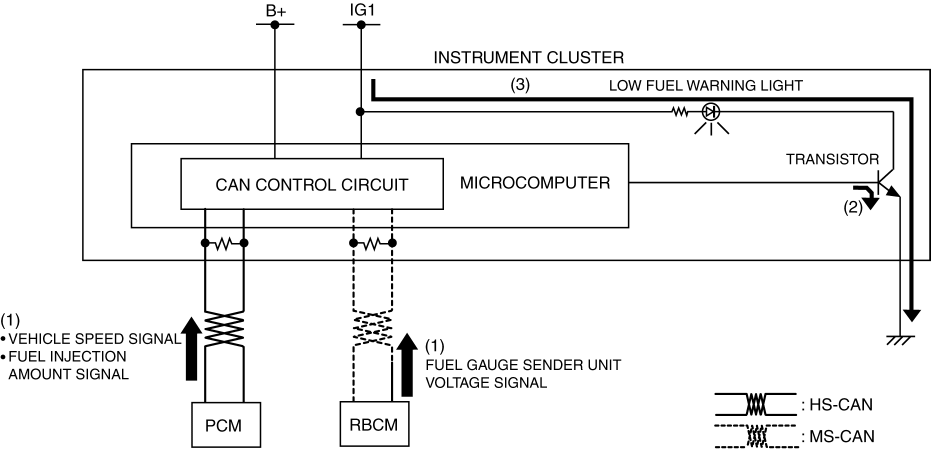 B+
IG1
INSTRUMENT CLUSTER
(3)
LOW FUEL WARNING LIGHT
TRANSISTOR
CAN CONTROL CIRCUIT
MICROCOMPUTER
(2)
(1)
•VEHICLE SPEED SIGNAL
•FUEL INJECTION
AMOUNT SIGNAL
(1)
FUEL GAUGE SENDER UNIT
VOLTAGE SIGNAL
PCM
RBCM
: HS-CAN
: MS-CAN